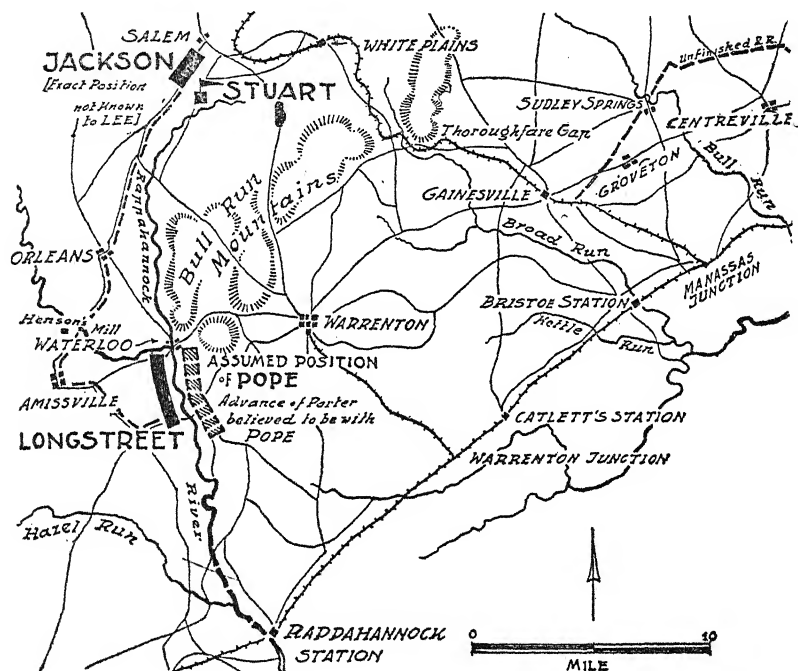 SALEM
WHITE PLAINS
Unfinished R.R.
JACKSON
[Exact Position
not Known
to LEE]
STUART
SUDLEY SPRINGS
CENTREVILLE
Thoroughfare Gap
GROVETON
Bull Run
GAINESVILLE
Rappahannock
Bull Run
Mountains
Broad Run
ORLEANS
MANASSAS
JUNCTION
BRISTOE STATION
Henson's
Mill
WARRENTON
Kettle Run
WATERLOO
ASSUMED POSITION
of POPE
AMISSVILLE
Advance of Porter
believed to be with
POPE
CATLETT'S STATION
LONGSTREET
WARRENTON JUNCTION
River
Hazel Run
RAPPAHANNOCK
STATION
0 10
MILE